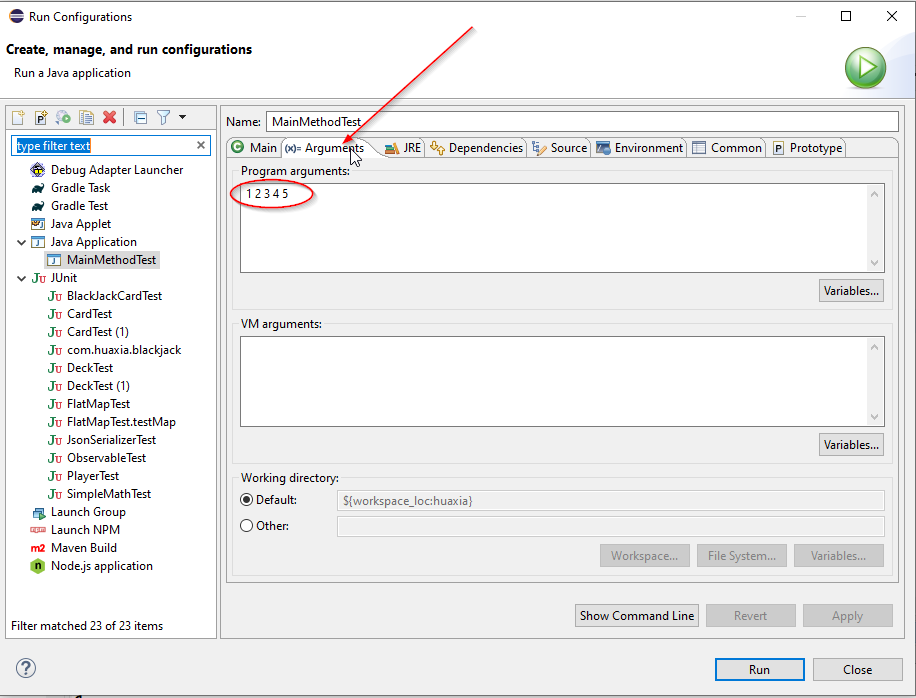 Run Configurations
Create, manage, and run configurations
Run a Java application
type filter text
Debug Adapter Launcher
Gradle Task
Gradle Test
Java Applet
Java Application
MainMethodTest
JUnit
BlackJackCardTest
CardTest
CardTest (1)
com.huaxia.blackjack
DeckTest
DeckTest (1)
FlatMapTest
FlatMapTest.testMap
JsonSerializerTest
ObservableTest
PlayerTest
SimpleMathTest
Launch Group
Launch NPM
Maven Build
Node.js application
Filter matched 23 of 23 items
Name: MainMethodTest
Main (x)= Arguments JRE Dependencies Source Environment Common Prototype
Program arguments:
1 2 3 4 5
Variables...
VM arguments:
Variables...
Working directory:
Default: ${workspace_loc:huaxia}
Other:
Workspace... File System... Variables...
Show Command Line Revert Apply
Run Close